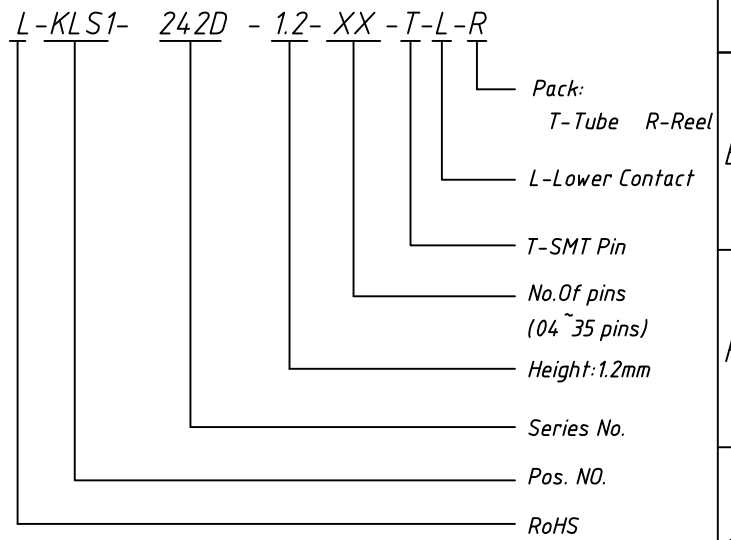 L-KLS1- 242D - 1.2- XX -T-L-R
Pack:
T-Tube R-Reel
L-Lower Contact
T-SMT Pin
No.Of pins
(04~35 pins)
Height:1.2mm
Series No.
Pos. NO.
RoHS